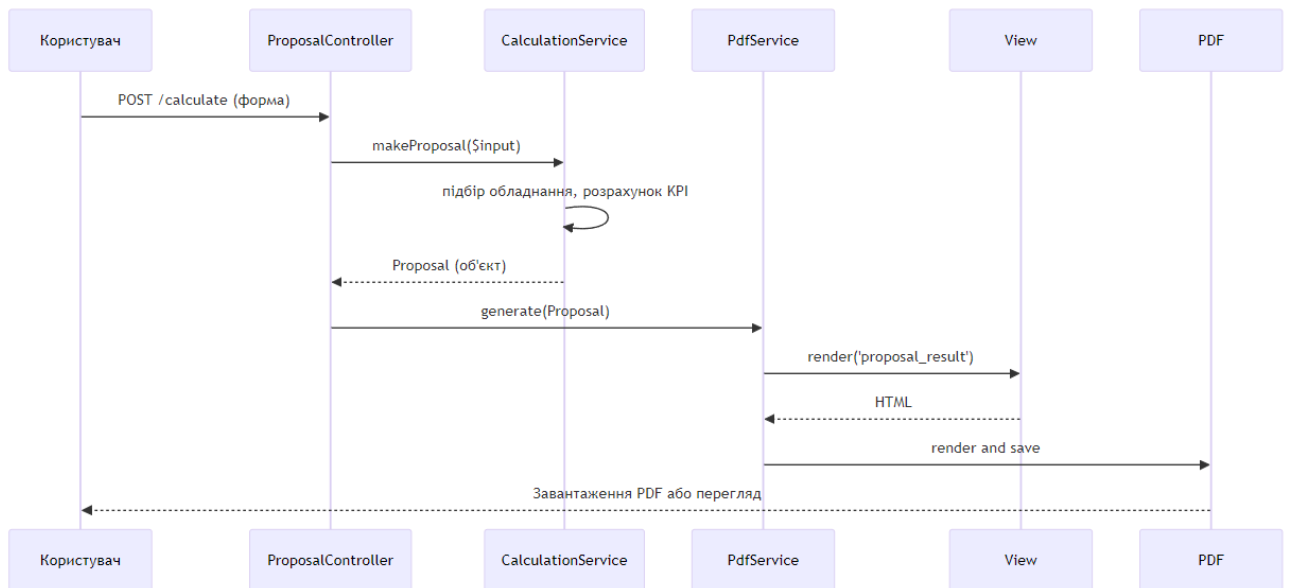 Користувач
ProposalController
CalculationService
PdfService
View
PDF
POST /calculate (форма)
makeProposal($input)
підбір обладнання, розрахунок KPI
Proposal (об'єкт)
generate(Proposal)
render('proposal_result')
HTML
render and save
Завантаження PDF або перегляд
Користувач
ProposalController
CalculationService
PdfService
View
PDF